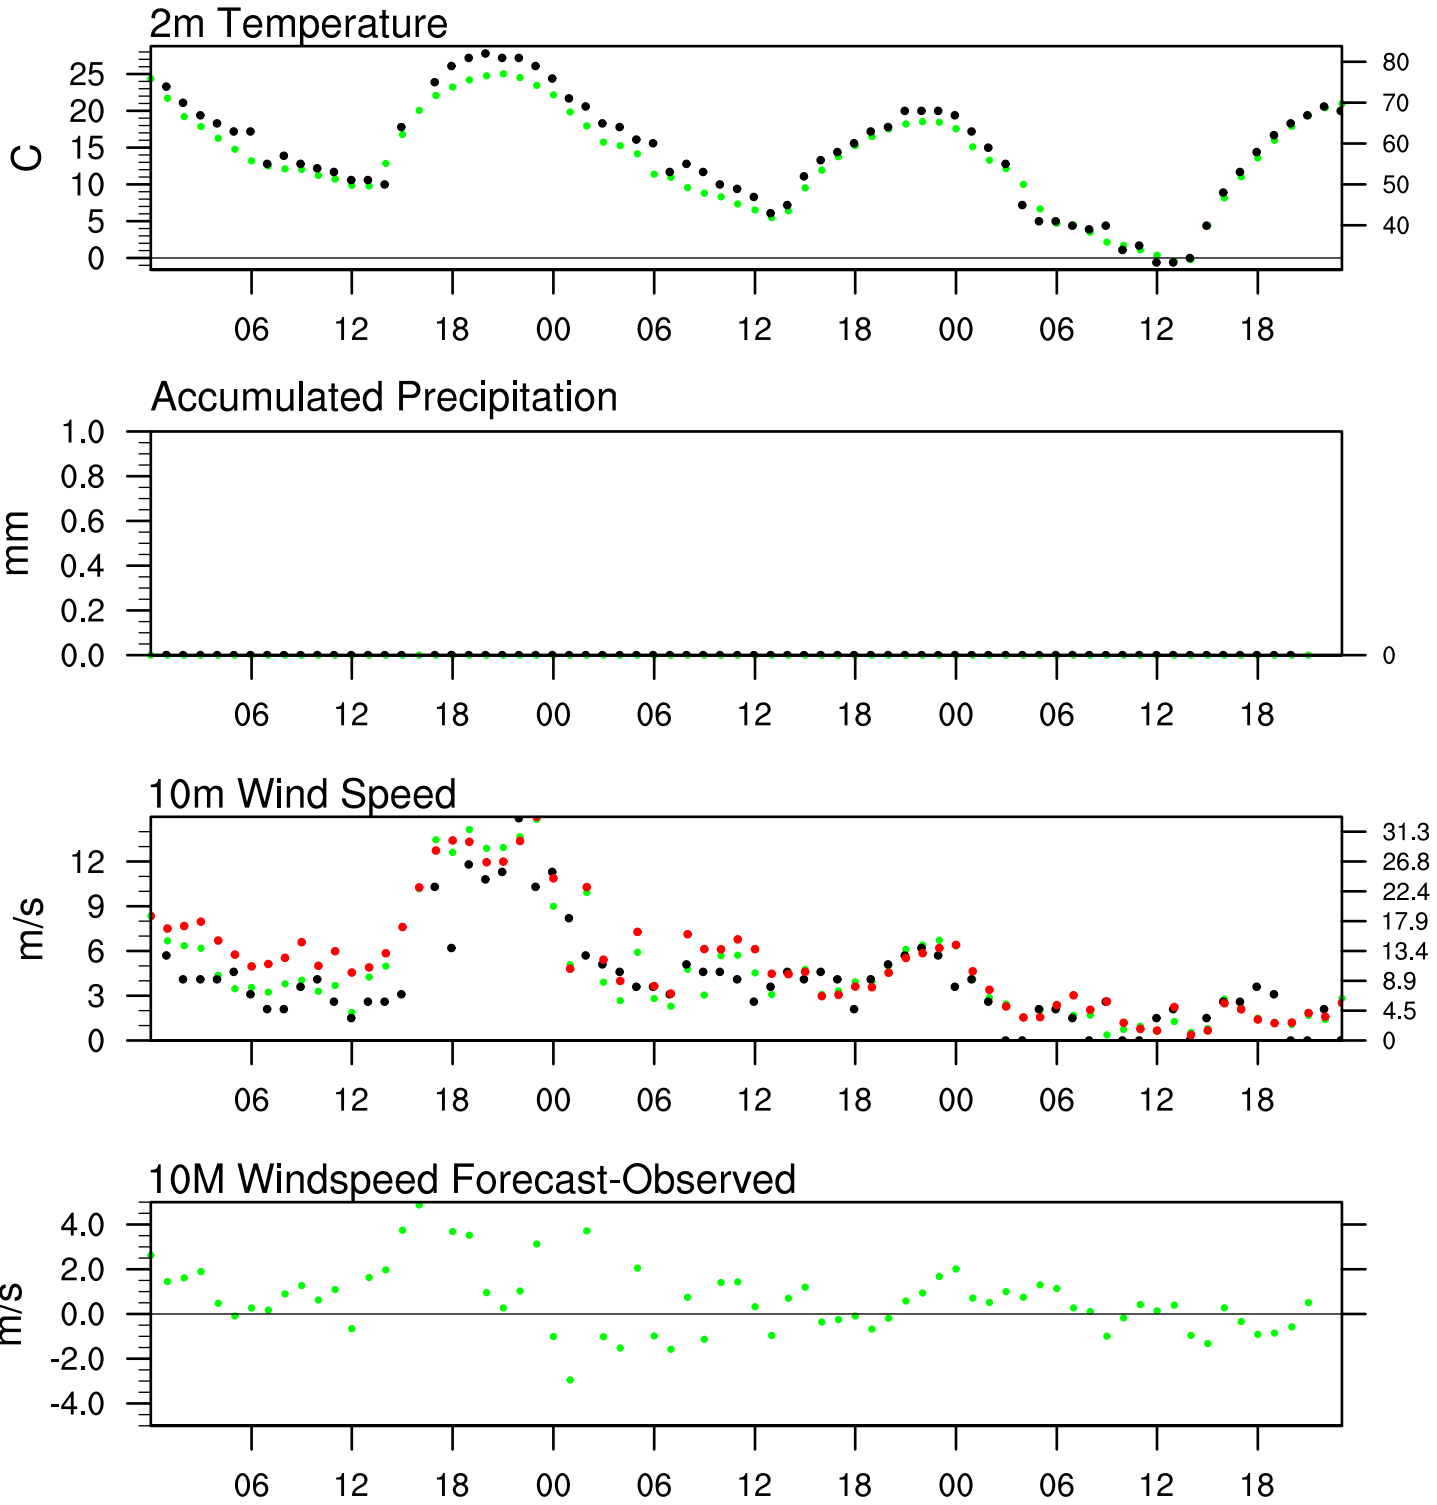 2m Temperature
25 80
20 70
C
15 60
10 50
5 40
0
06 12 18 00 06 12 18 00 06 12 18
Accumulated Precipitation
1.0
0.8
0.6
mm
0.4
0.2
0.0 0
06 12 18 00 06 12 18 00 06 12 18
10m Wind Speed
31.3
12 26.8
22.4
9 17.9
m/s
6 13.4
8.9
3 4.5
0 0
06 12 18 00 06 12 18 00 06 12 18
10M Windspeed Forecast-Observed
4.0
2.0
0.0
m/s
-2.0
-4.0
06 12 18 00 06 12 18 00 06 12 18